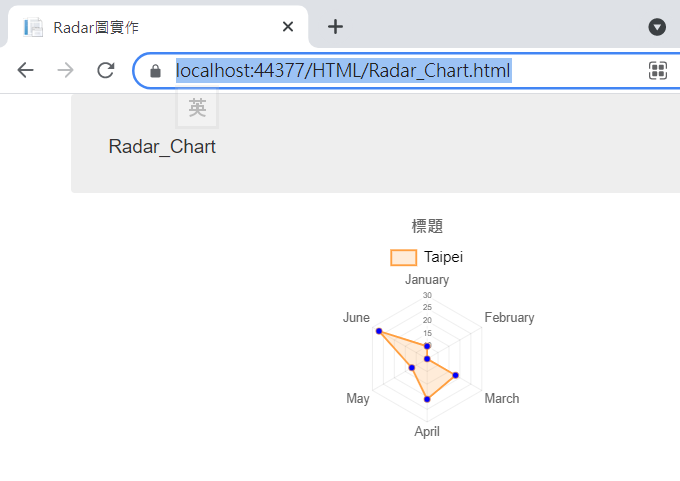 Radar圖實作
localhost:44377/HTML/Radar_Chart.html
英
Radar_Chart
標題
Taipei
January
30
25
20
15
June
February
May
March
April